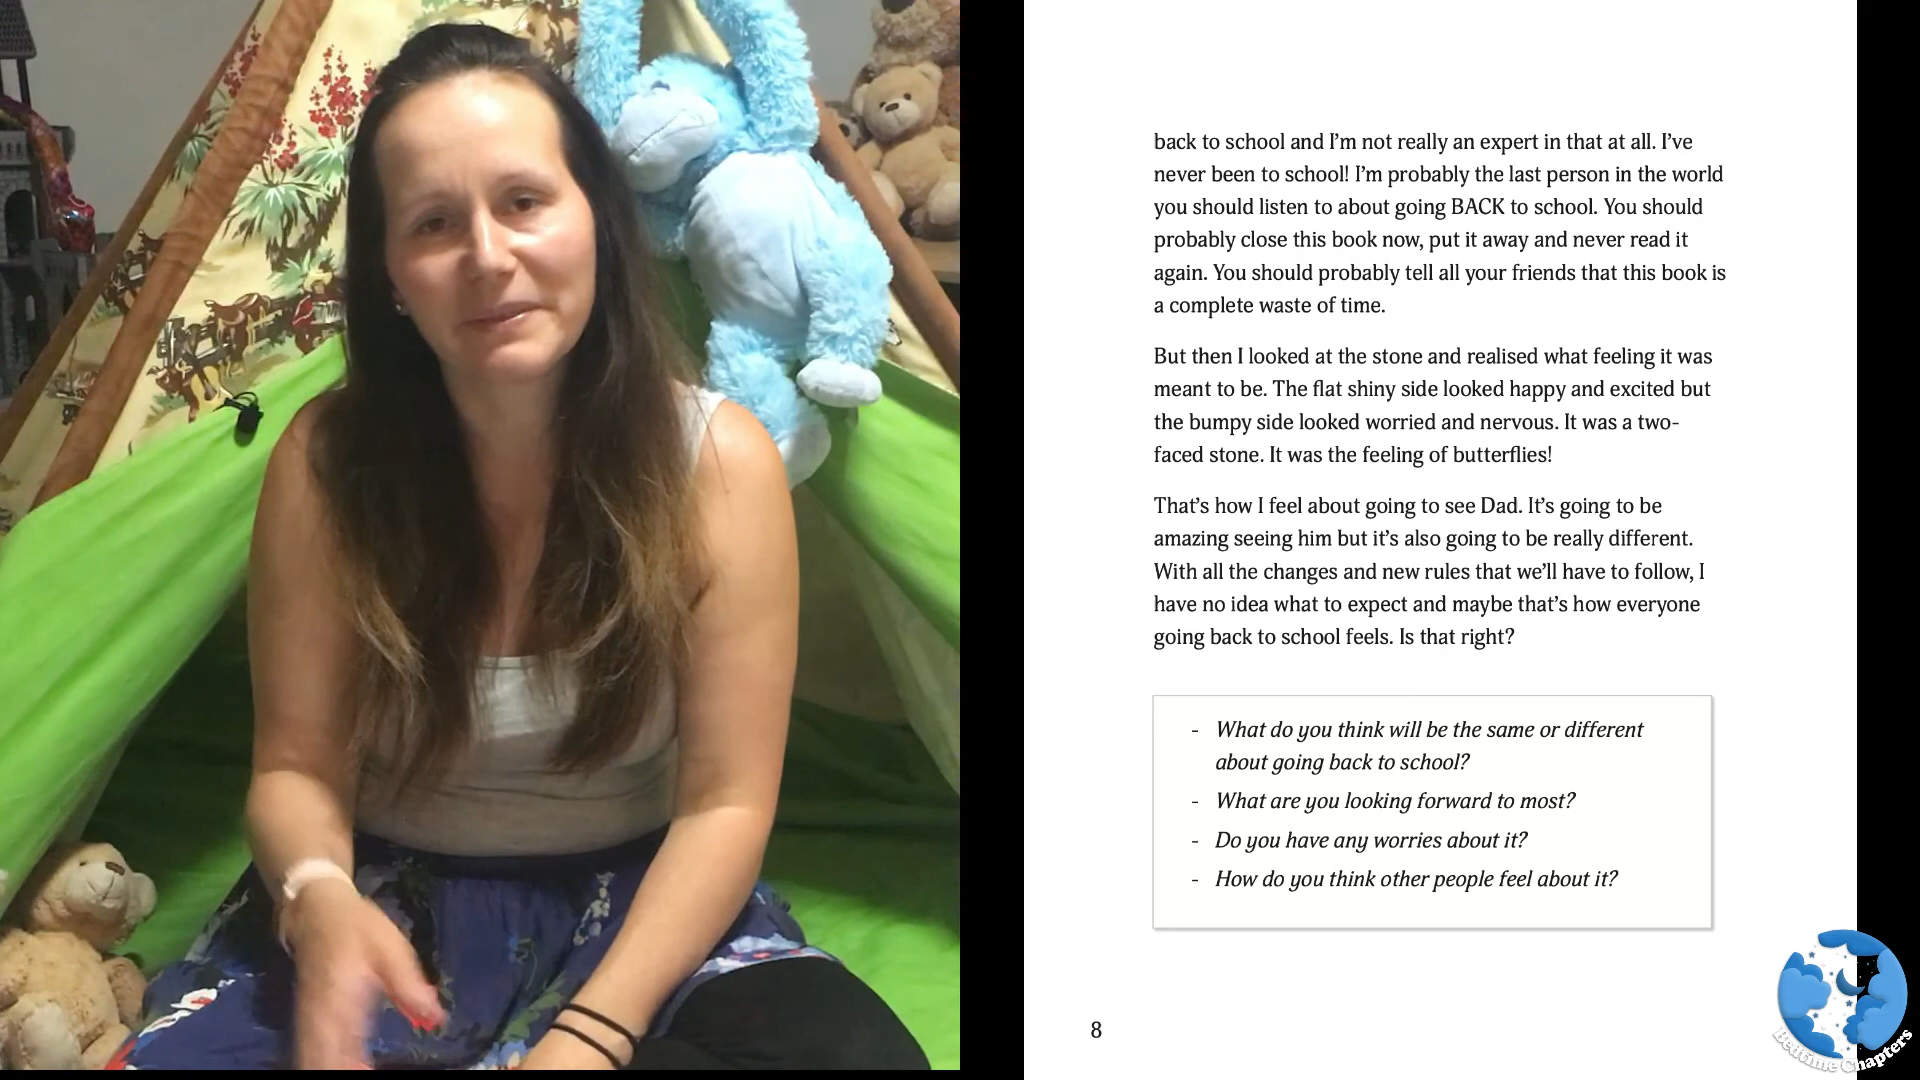 back to school and I’m not really an expert in that at all. I’ve
never been to school! I’m probably the last person in the world
you should listen to about going BACK to school. You should
probably close this book now, put it away and never read it
again. You should probably tell all your friends that this book is
a complete waste of time.
But then I looked at the stone and realised what feeling it was
meant to be. The flat shiny side looked happy and excited but
the bumpy side looked worried and nervous. It was a two-
faced stone. It was the feeling of butterflies!
That’s how I feel about going to see Dad. It’s going to be
amazing seeing him but it’s also going to be really different.
With all the changes and new rules that we’ll have to follow, I
have no idea what to expect and maybe that’s how everyone
going back to school feels. Is that right?
- What do you think will be the same or different
about going back to school?
- What are you looking forward to most?
- Do you have any worries about it?
- How do you think other people feel about it?
8
Bedtime Chapters